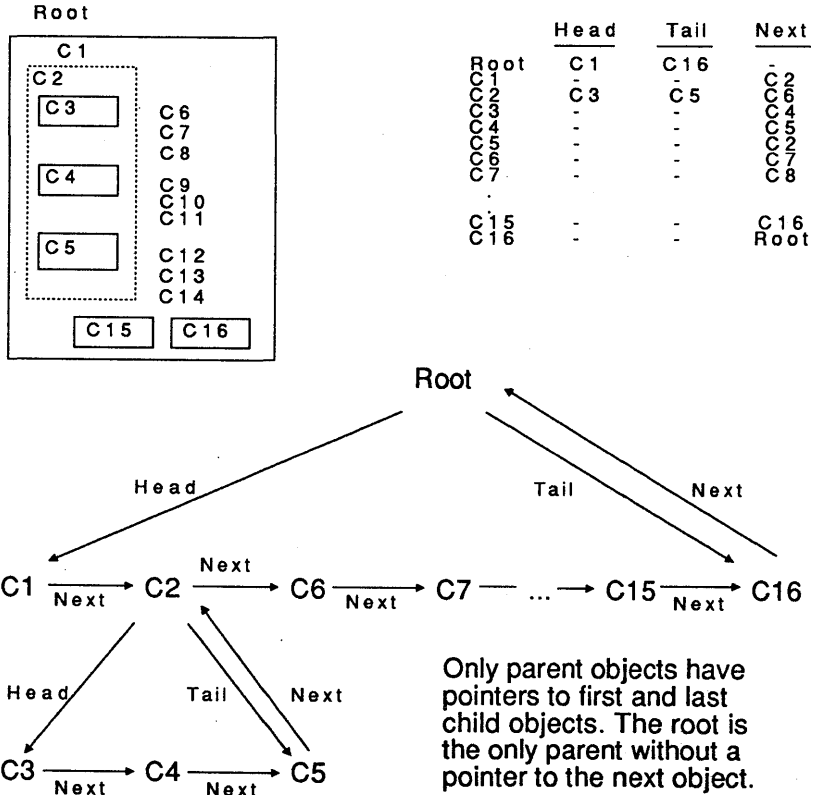 Root
C1
C2
C3
C4
C5
C6
C7
C8
C9
C10
C11
C12
C13
C14
C15 C16
Head Tail Next
Root C1 C16 -
C1 - - C2
C2 C3 C5 C6
C3 - - C4
C4 - - C5
C5 - - C2
C6 - - C7
C7 - - C8
.
.
C15 - - C16
C16 - - Root
Root
Head Tail Next
C1 Next C2 Next C6 Next C7 ... C15 Next C16
Head Tail Next
C3 Next C4 Next C5
Only parent objects have
pointers to first and last
child objects. The root is
the only parent without a
pointer to the next object.